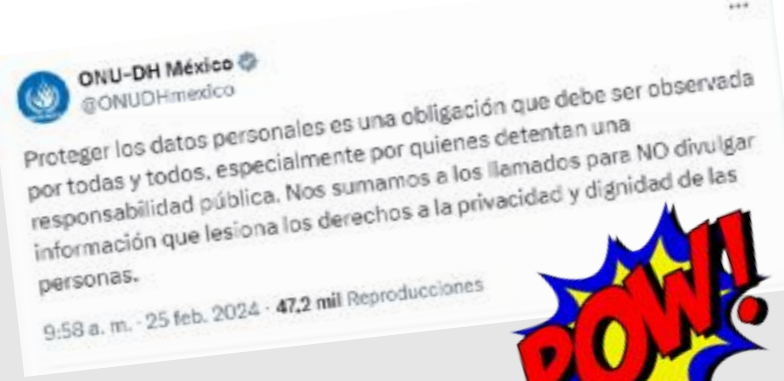 ONU-DH México
@ONUDHmexico
Proteger los datos personales es una obligación que debe ser observada
por todas y todos, especialmente por quienes detentan una
responsabilidad pública. Nos sumamos a los llamados para NO divulgar
información que lesiona los derechos a la privacidad y dignidad de las
personas.
9:58 a. m. · 25 feb. 2024 · 47,2 mil Reproducciones
POW!